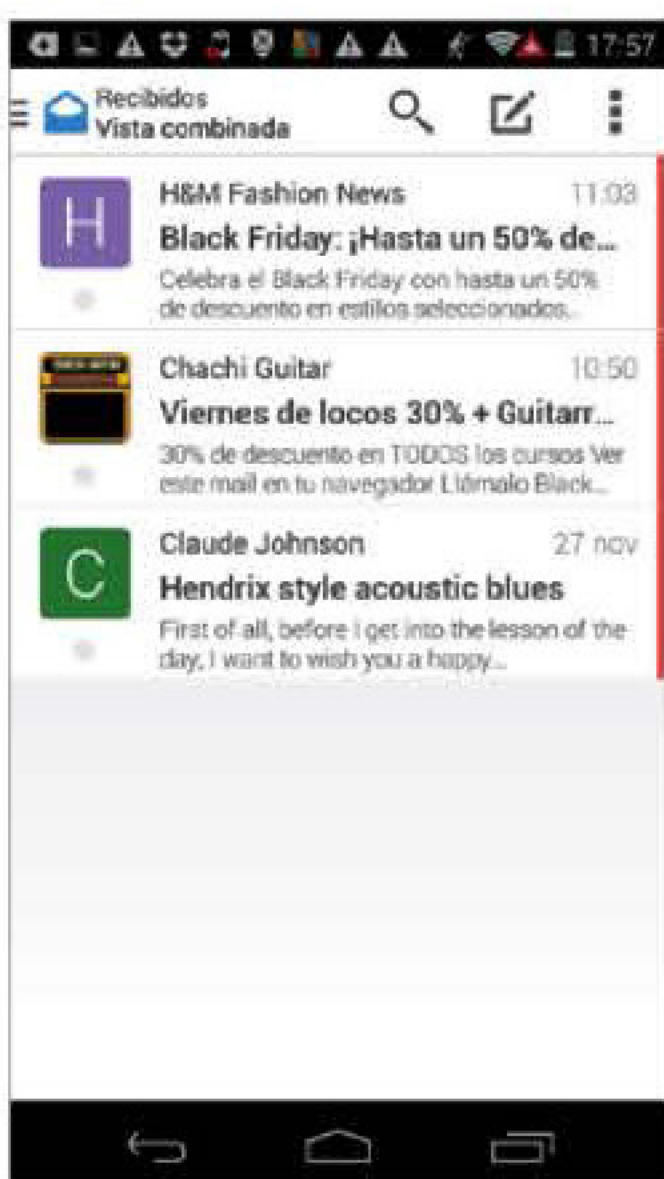 17:57
Recibidos
Vista combinada
H
H&M Fashion News 11:03
Black Friday: ¡Hasta un 50% de...
Celebra el Black Friday con hasta un 50%
de descuento en estilos seleccionados..
Chachi Guitar 10:50
Viernes de locos 30% + Guitarr...
30% de descuento en TODOS los cursos Ver
este mail en tu navegador Llámalo Black...
C
Claude Johnson 27 nov
Hendrix style acoustic blues
First of all, before I get into the lesson of the
day, I want to wish you a happy...